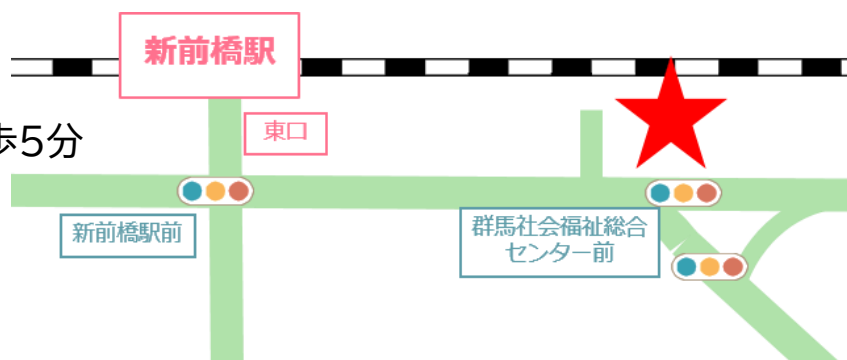 新前橋駅
東口
歩5分
新前橋駅前
群馬社会福祉総合
センター前